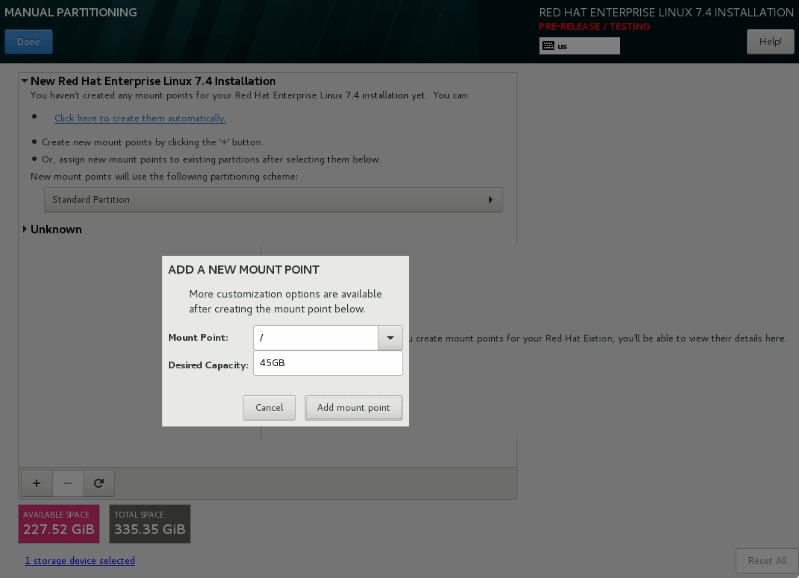 MANUAL PARTITIONING
RED HAT ENTERPRISE LINUX 7.4 INSTALLATION
PRE-RELEASE / TESTING
Done
us
Help!
New Red Hat Enterprise Linux 7.4 Installation
You haven't created any mount points for your Red Hat Enterprise Linux 7.4 installation yet. You can:
• Click here to create them automatically.
• Create new mount points by clicking the '+' button.
• Or, assign new mount points to existing partitions after selecting them below.
New mount points will use the following partitioning scheme:
Standard Partition
Unknown
ADD A NEW MOUNT POINT
More customization options are available
after creating the mount point below.
Mount Point: /
u create mount points for your Red Hat Eiation, you'll be able to view their details here.
Desired Capacity: 45GB
Cancel
Add mount point
+ −
AVAILABLE SPACE
227.52 GiB
TOTAL SPACE
335.35 GiB
1 storage device selected
Reset All